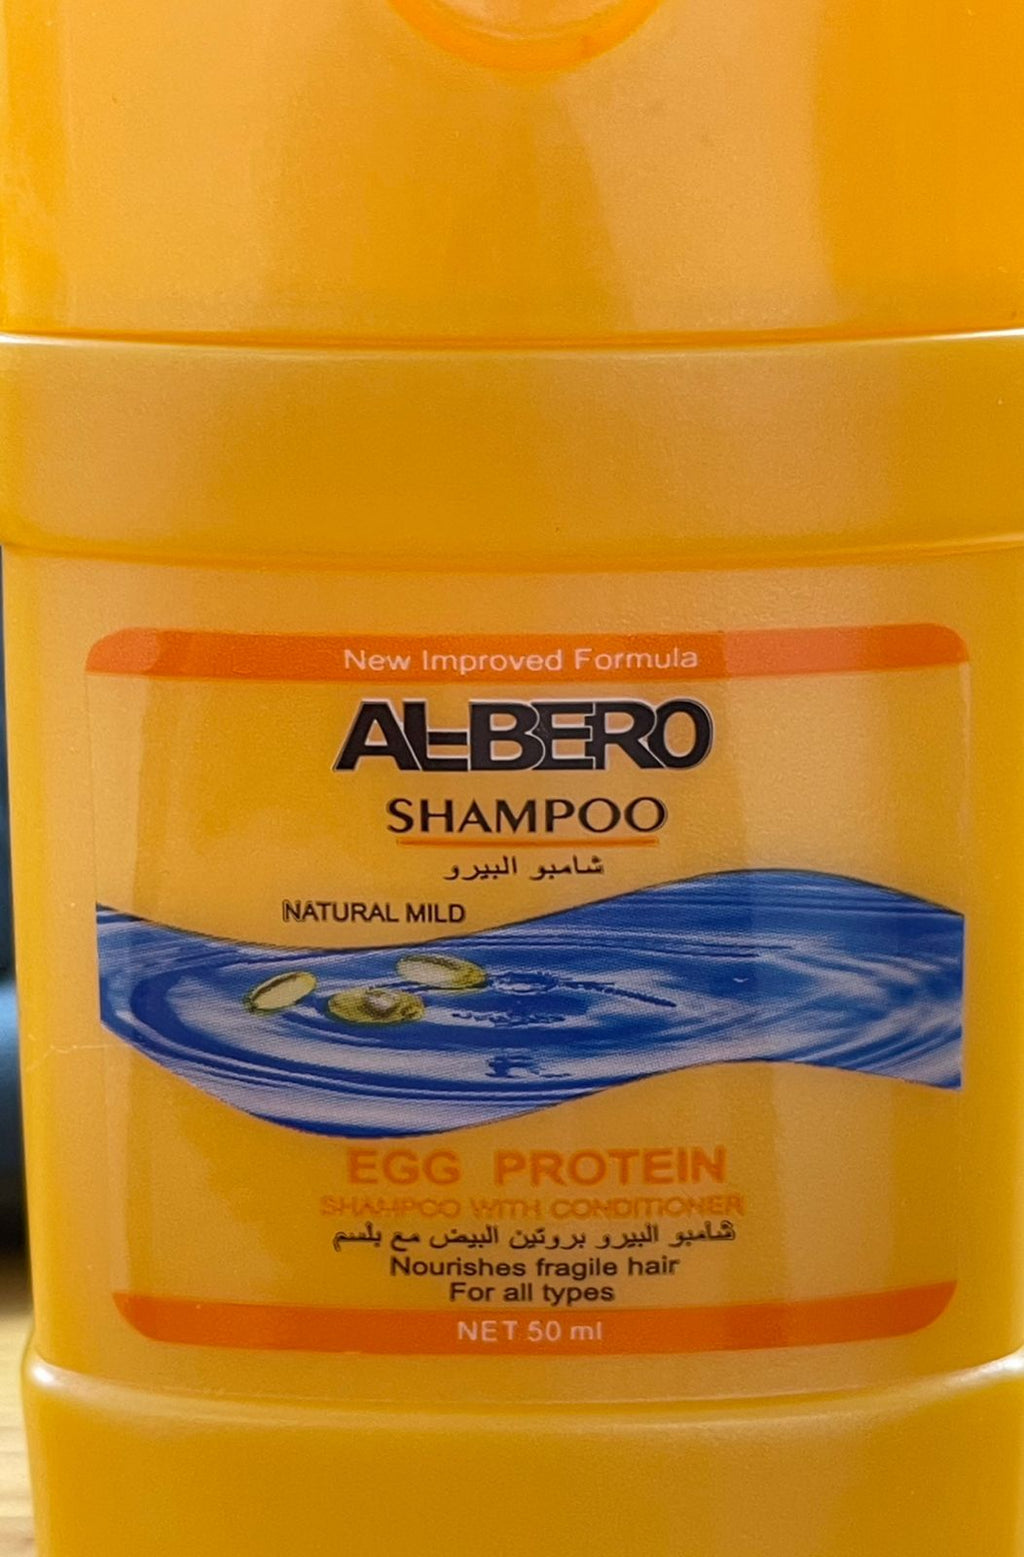 New Improved Formula
AL-BERO
SHAMPOO
شامبو البيرو
NATURAL MILD
EGG PROTEIN
SHAMPOO WITH CONDITIONER
شامبو البيرو بروتين البيض مع بلسم
Nourishes fragile hair
For all types
NET 50 ml